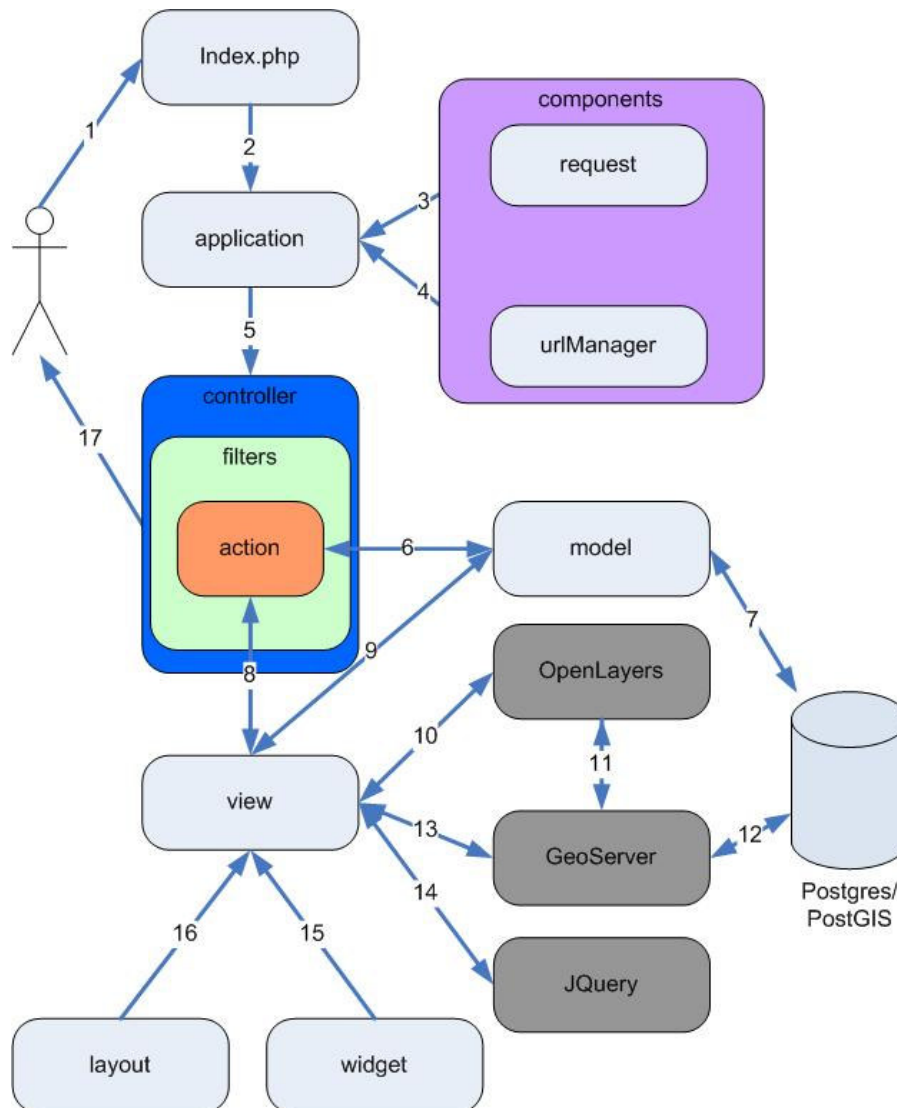 Index.php
components
1
2
request
3
application
4
urlManager
5
controller
17
filters
action
6
model
7
9
8
OpenLayers
10
11
view
13
GeoServer
12
14
Postgres/
PostGIS
16
15
JQuery
layout
widget